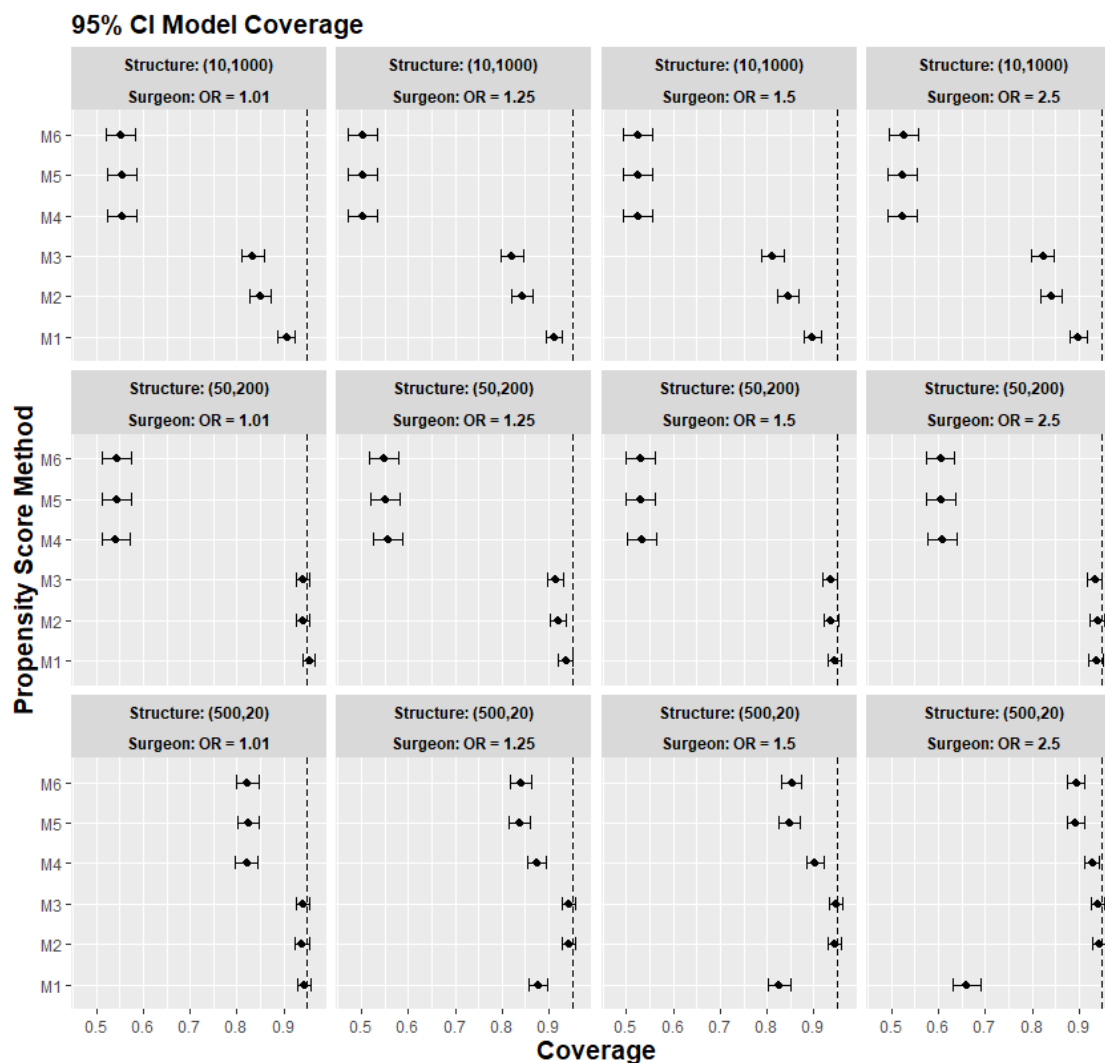 95% CI Model Coverage
Structure: (10,1000)
Surgeon: OR = 1.01
Structure: (10,1000)
Surgeon: OR = 1.25
Structure: (10,1000)
Surgeon: OR = 1.5
Structure: (10,1000)
Surgeon: OR = 2.5
M6
M5
M4
M3
M2
M1
Structure: (50,200)
Surgeon: OR = 1.01
Structure: (50,200)
Surgeon: OR = 1.25
Structure: (50,200)
Surgeon: OR = 1.5
Structure: (50,200)
Surgeon: OR = 2.5
Propensity Score Method
M6
M5
M4
M3
M2
M1
Structure: (500,20)
Surgeon: OR = 1.01
Structure: (500,20)
Surgeon: OR = 1.25
Structure: (500,20)
Surgeon: OR = 1.5
Structure: (500,20)
Surgeon: OR = 2.5
M6
M5
M4
M3
M2
M1
0.5 0.6 0.7 0.8 0.9
0.5 0.6 0.7 0.8 0.9
0.5 0.6 0.7 0.8 0.9
0.5 0.6 0.7 0.8 0.9
Coverage